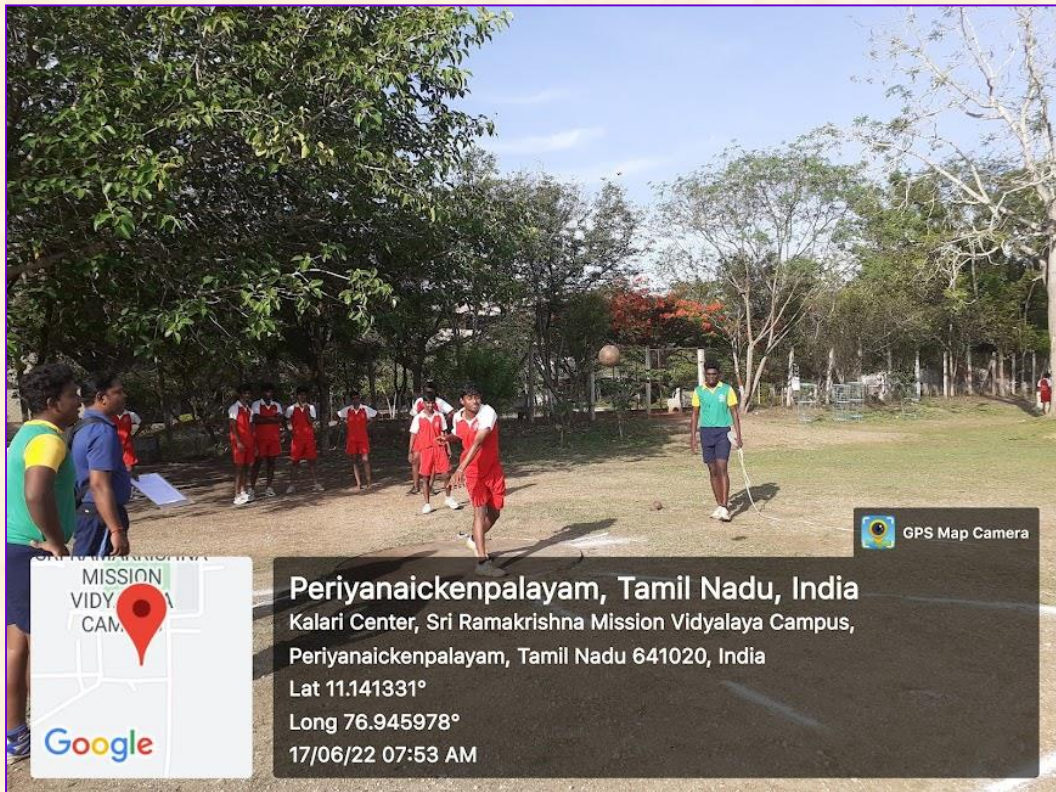 GPS Map Camera
MISSION
Google
Periyanaickenpalayam, Tamil Nadu, India
Kalari Center, Sri Ramakrishna Mission Vidyalaya Campus,
Periyanaickenpalayam, Tamil Nadu 641020, India
Lat 11.141331°
Long 76.945978°
17/06/22 07:53 AM